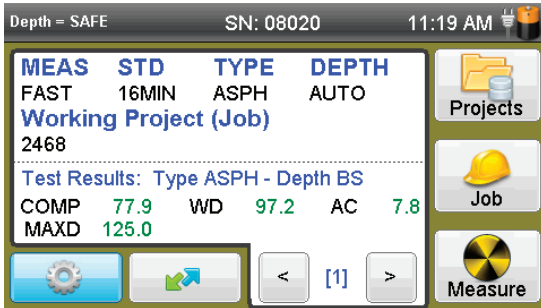 Depth = SAFE SN: 08020 11:19 AM
MEAS STD TYPE DEPTH
FAST 16MIN ASPH AUTO
Working Project (Job)
2468
Test Results: Type ASPH - Depth BS
COMP 77.9 WD 97.2 AC 7.8
MAXD 125.0
< [1] >
Projects
Job
Measure